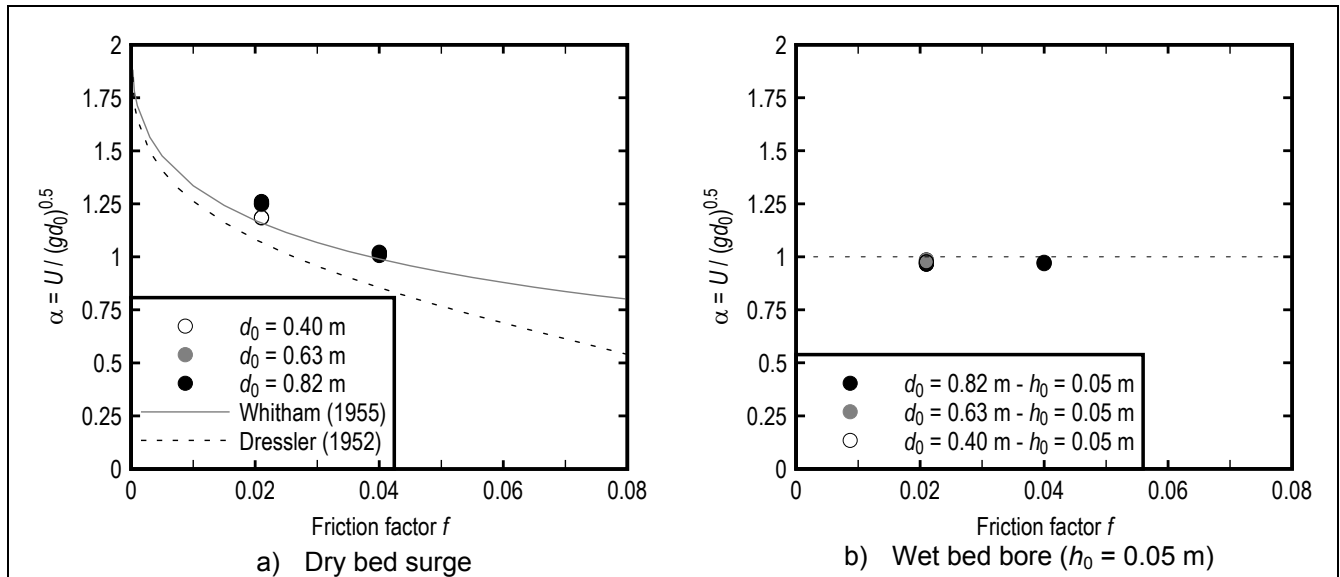 2
1.75
1.5
1.25
1
0.75
0.5
0.25
0
α = U / (gd0)0.5
d0 = 0.40 m
d0 = 0.63 m
d0 = 0.82 m
Whitham (1955)
Dressler (1952)
0 0.02 0.04 0.06 0.08
Friction factor f
a) Dry bed surge
2
1.75
1.5
1.25
1
0.75
0.5
0.25
0
α = U / (gd0)0.5
d0 = 0.82 m - h0 = 0.05 m
d0 = 0.63 m - h0 = 0.05 m
d0 = 0.40 m - h0 = 0.05 m
0 0.02 0.04 0.06 0.08
Friction factor f
b) Wet bed bore (h0 = 0.05 m)